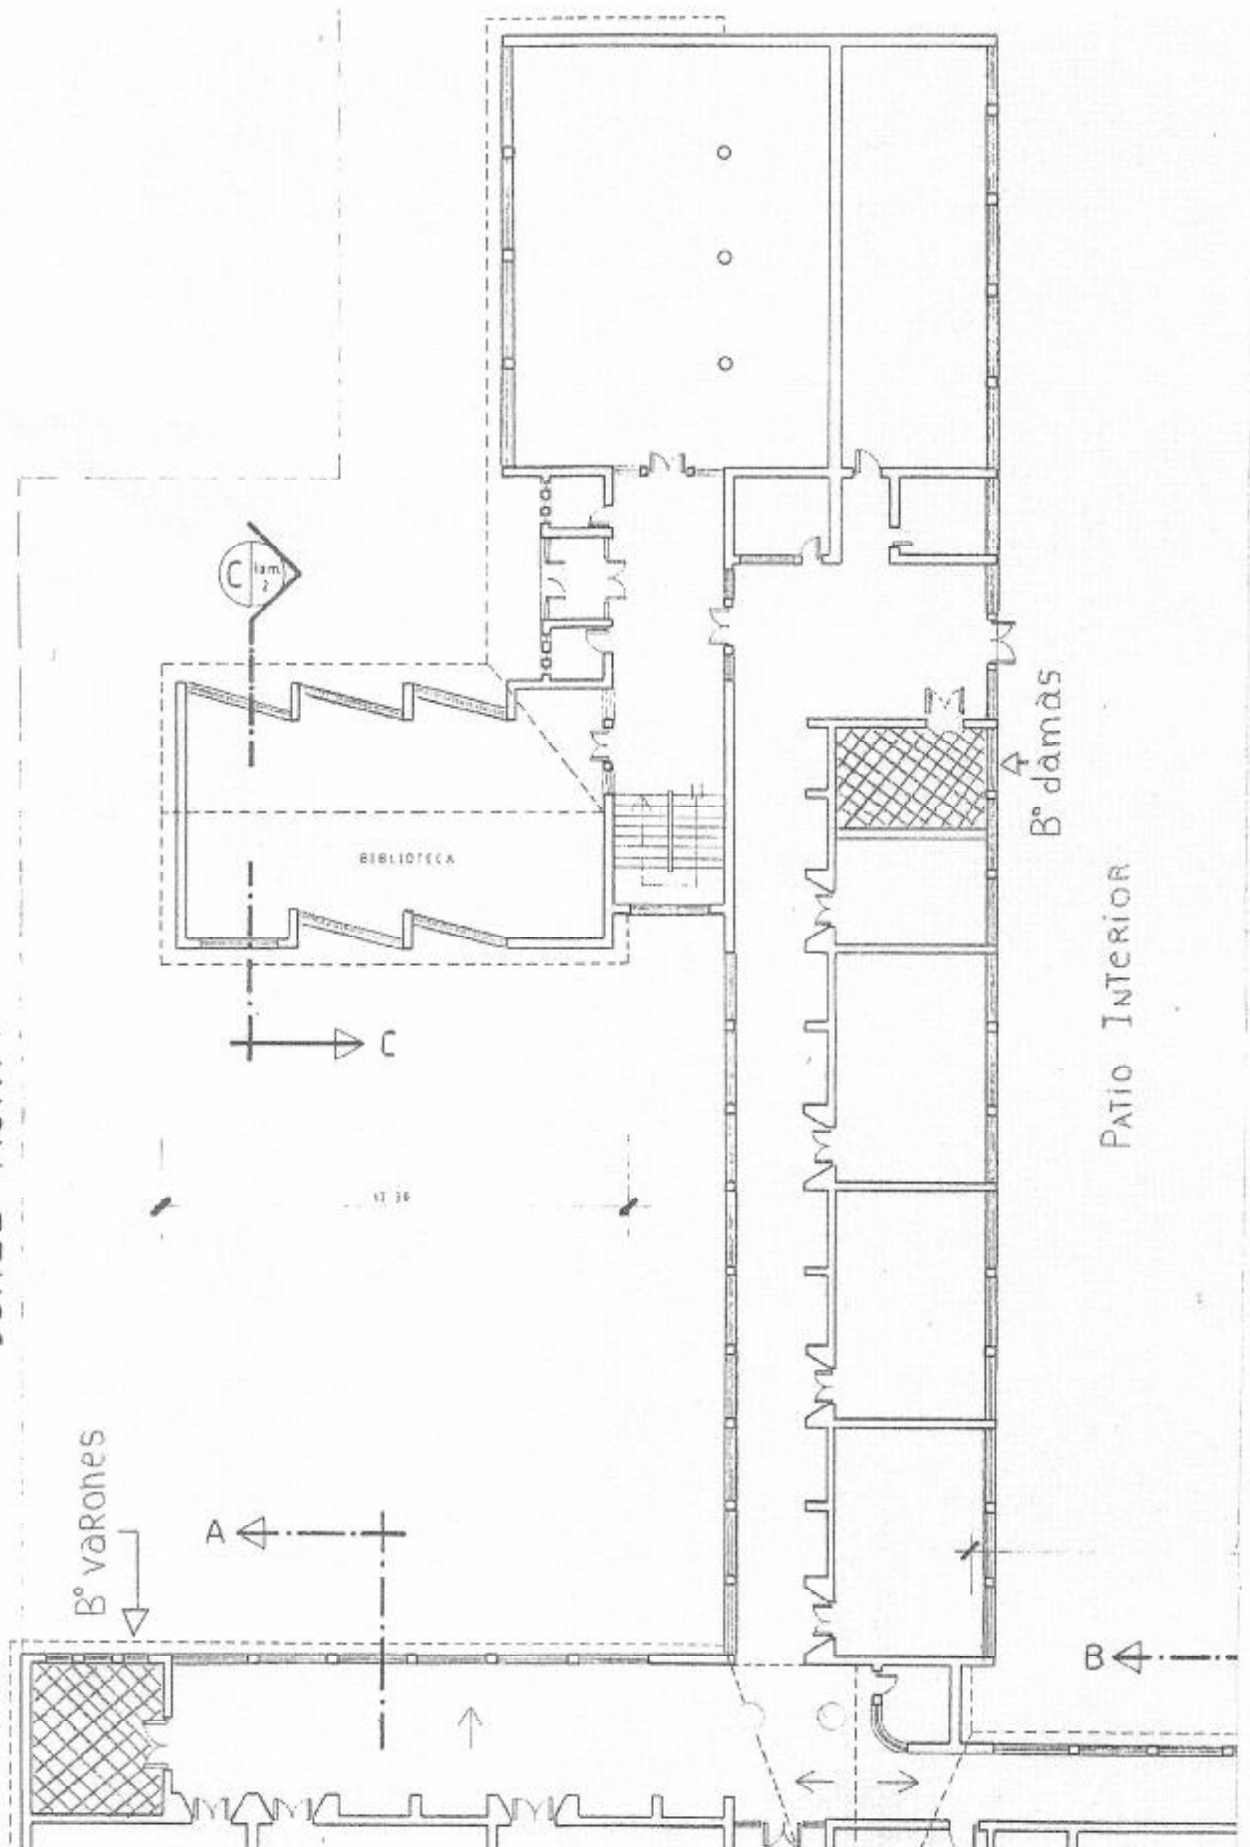 C
lam.
2
Bº damas
BIBLIOTECA
PATIO INTERIOR
C
Bº vaRones
A
B